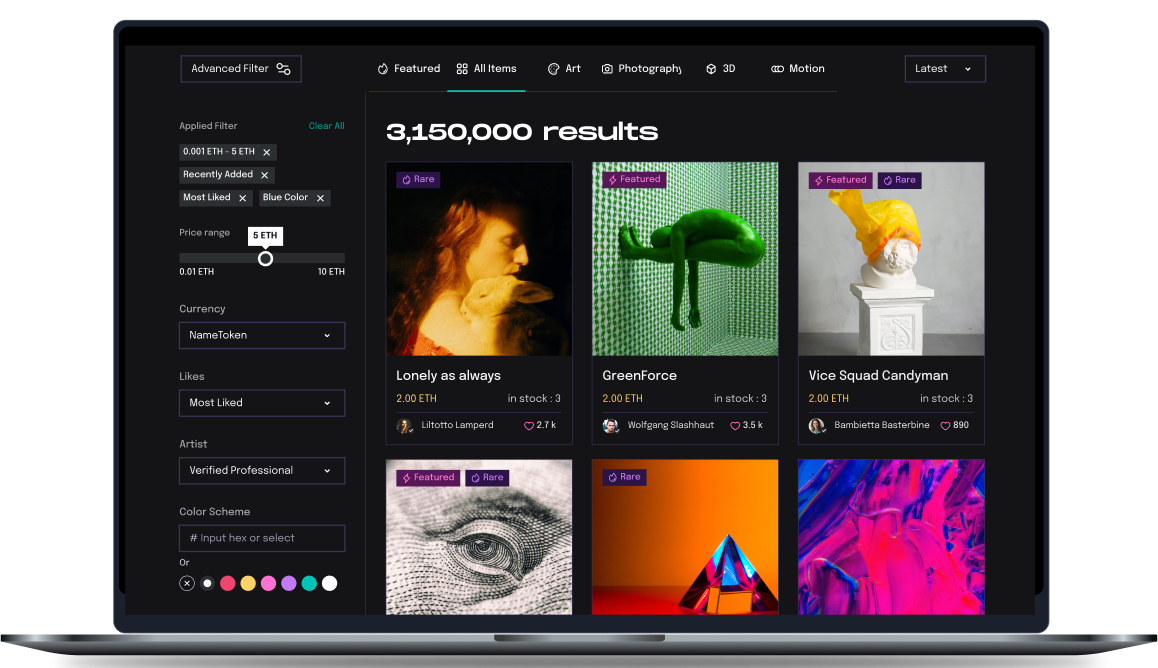 Advanced Filter
Featured
All Items
Art
Photography
3D
Motion
Latest
Applied Filter
Clear All
0.001 ETH - 5 ETH
Recently Added
Most Liked
Blue Color
Price range
5 ETH
0.01 ETH
10 ETH
Currency
NameToken
Likes
Most Liked
Artist
Verified Professional
Color Scheme
# Input hex or select
Or
3,150,000 results
Rare
Lonely as always
2.00 ETH
in stock : 3
Liltotto Lamperd
2.7 k
Featured
GreenForce
2.00 ETH
in stock : 3
Wolfgang Slashhaut
3.5 k
Featured
Rare
Vice Squad Candyman
2.00 ETH
in stock : 3
Bambietta Basterbine
890
Featured
Rare
Rare